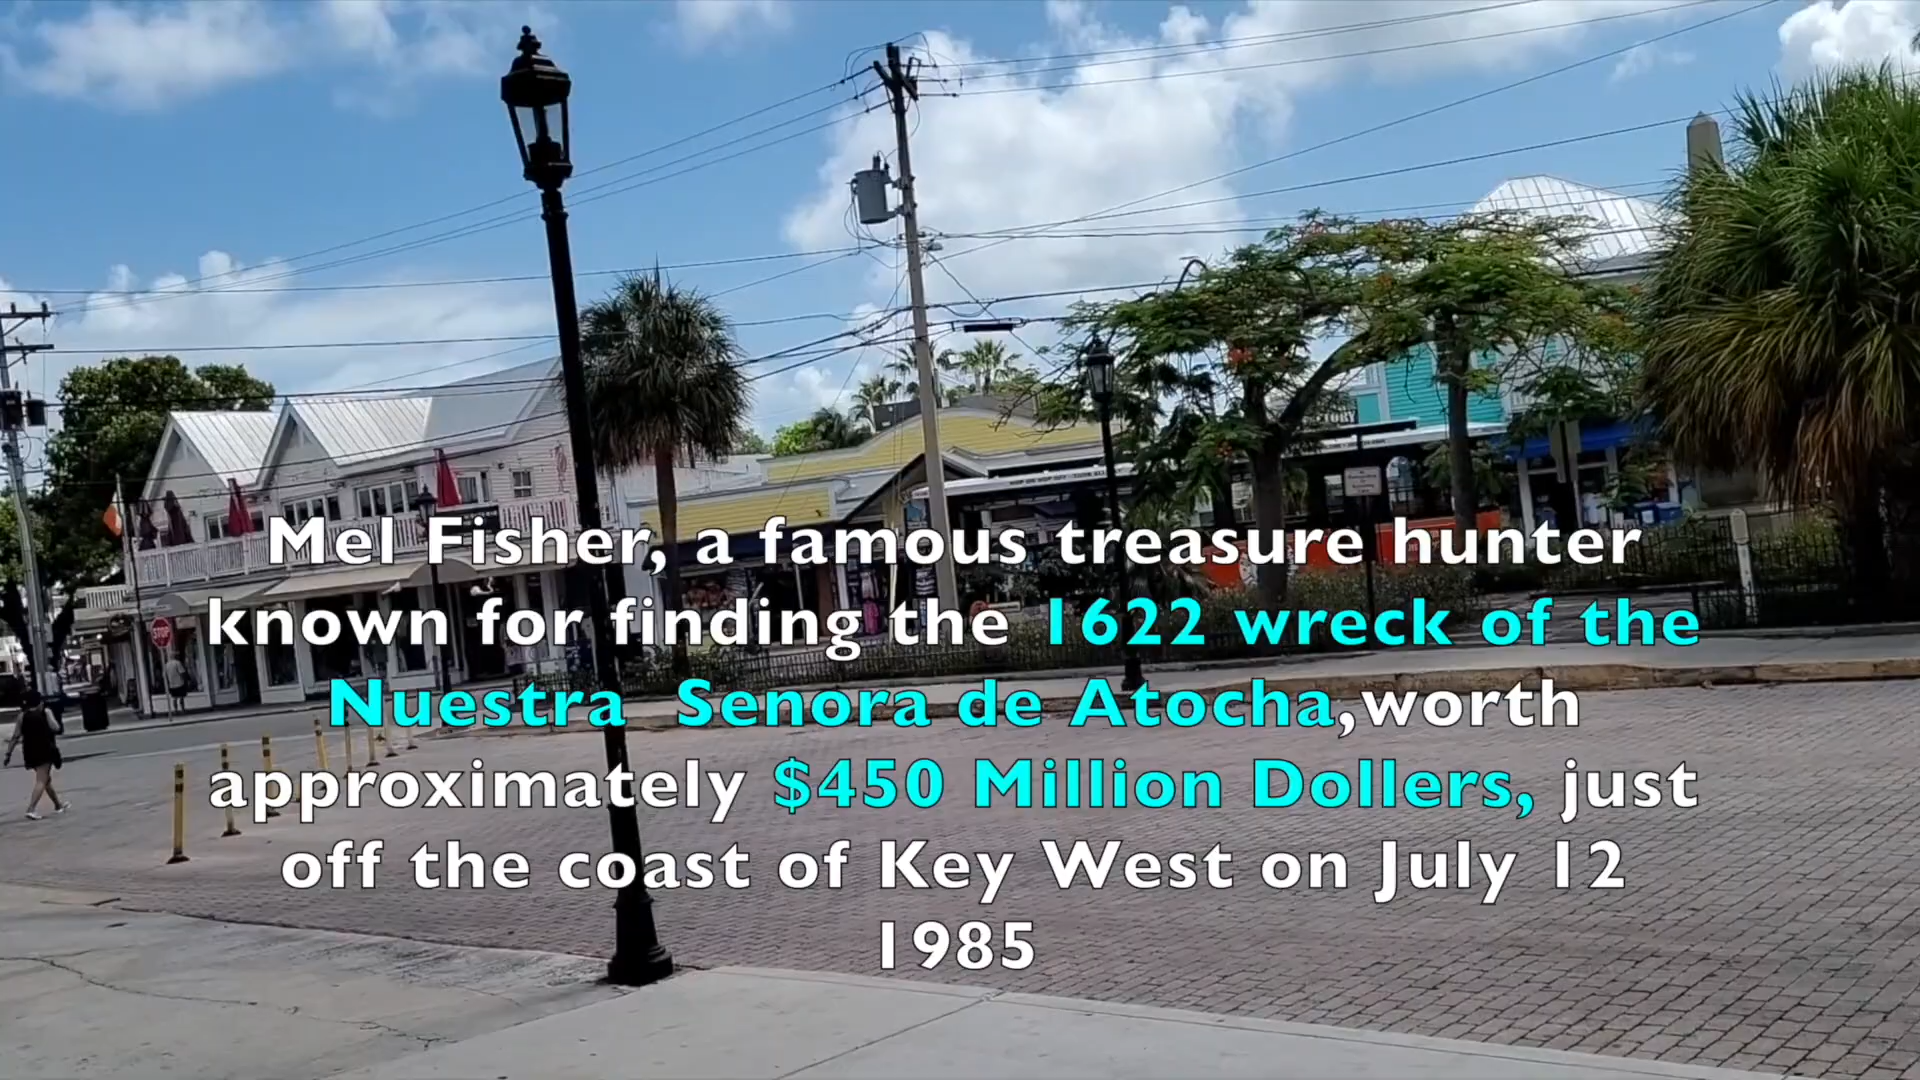 STOP
Mel Fisher, a famous treasure hunter
known for finding the 1622 wreck of the
Nuestra Senora de Atocha,worth
approximately $450 Million Dollers, just
off the coast of Key West on July 12
1985